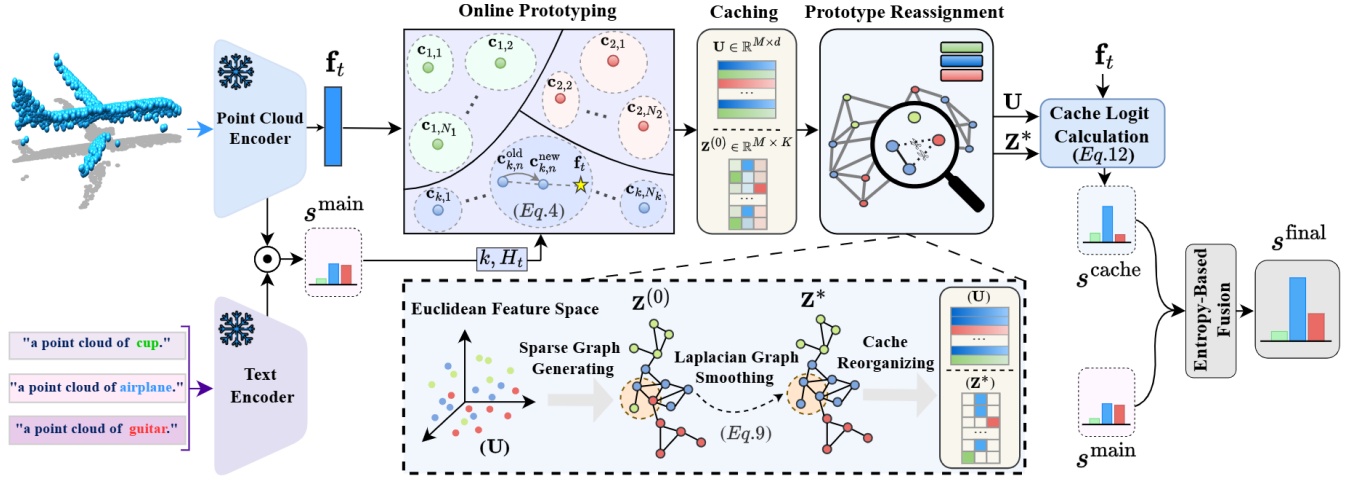 Online Prototyping
Caching
Prototype Reassignment
Point Cloud
Encoder
f_t
c_{1,1}
c_{1,2}
c_{1,N_1}
c_{2,1}
c_{2,2}
c_{2,N_2}
c_{k,n}^{old}
c_{k,n}^{new}
f_t
(Eq.4)
c_{k,1}
c_{k,N_k}
U ∈ ℝ^{M×d}
...
Z^{(0)} ∈ ℝ^{M × K}
...
U
Z*
f_t
Cache Logit
Calculation
(Eq.12)
s^{main}
k, H_t
s^{cache}
Entropy-Based
Fusion
s^{final}
s^{main}
Text
Encoder
"a point cloud of cup."
"a point cloud of airplane."
"a point cloud of guitar."
Euclidean Feature Space
(U)
Sparse Graph
Generating
Z^{(0)}
Laplacian Graph
Smoothing
(Eq.9)
Z*
Cache
Reorganizing
(U)
...
(Z*)
...